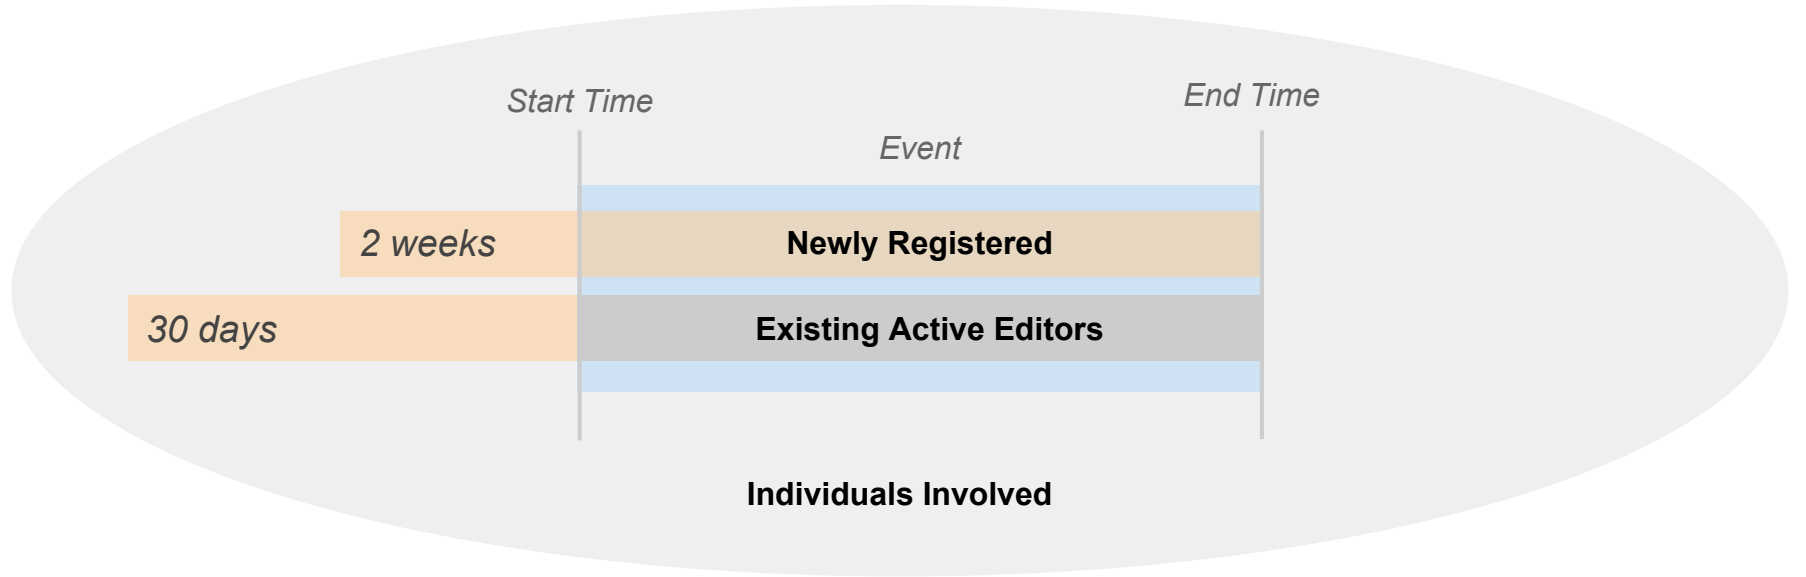 Start Time
End Time
Event
2 weeks
Newly Registered
30 days
Existing Active Editors
Individuals Involved